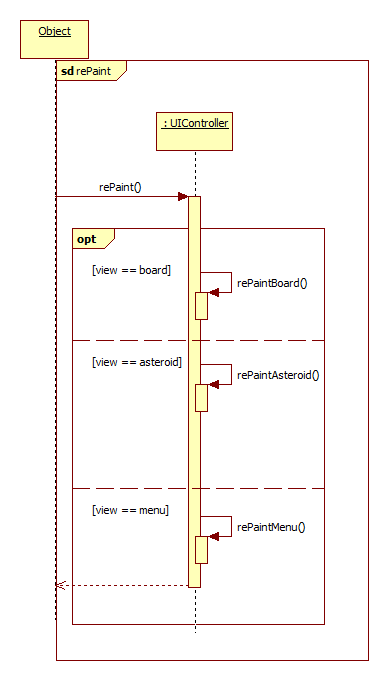 Object
sd rePaint
: UIController
rePaint()
opt
[view == board]
rePaintBoard()
[view == asteroid]
rePaintAsteroid()
[view == menu]
rePaintMenu()